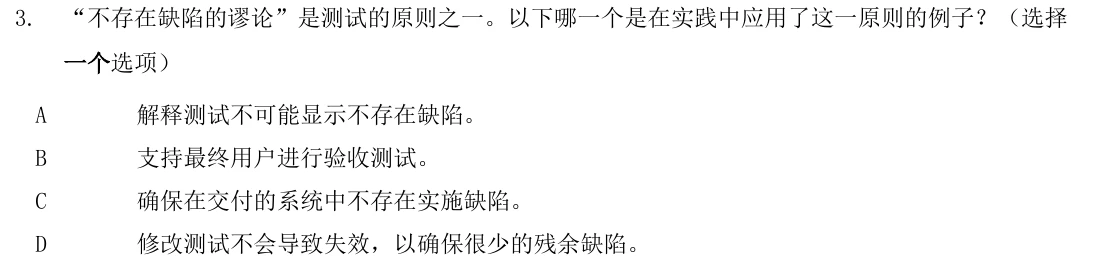 3. “不存在缺陷的谬论”是测试的原则之一。以下哪一个是在实践中应用了这一原则的例子？（选择
一个选项）
A 解释测试不可能显示不存在缺陷。
B 支持最终用户进行验收测试。
C 确保在交付的系统中不存在实施缺陷。
D 修改测试不会导致失效，以确保很少的残余缺陷。